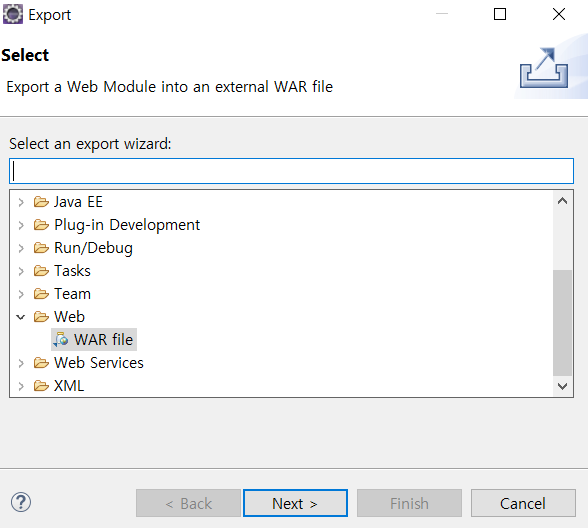 Export
Select
Export a Web Module into an external WAR file
Select an export wizard:
Java EE
Plug-in Development
Run/Debug
Tasks
Team
Web
WAR file
Web Services
XML
? < Back Next > Finish Cancel